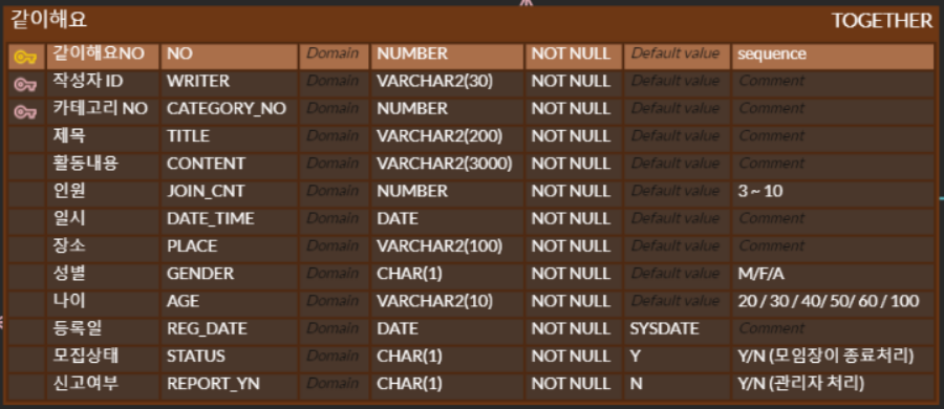 같이해요 TOGETHER
같이해요NO NO Domain NUMBER NOT NULL Default value sequence
작성자 ID WRITER Domain VARCHAR2(30) NOT NULL Default value Comment
카테고리 NO CATEGORY_NO Domain NUMBER NOT NULL Default value Comment
제목 TITLE Domain VARCHAR2(200) NOT NULL Default value Comment
활동내용 CONTENT Domain VARCHAR2(3000) NOT NULL Default value Comment
인원 JOIN_CNT Domain NUMBER NOT NULL Default value 3 ~ 10
일시 DATE_TIME Domain DATE NOT NULL Default value Comment
장소 PLACE Domain VARCHAR2(100) NOT NULL Default value Comment
성별 GENDER Domain CHAR(1) NOT NULL Default value M/F/A
나이 AGE Domain VARCHAR2(10) NOT NULL Default value 20 / 30 / 40/ 50/ 60 / 100
등록일 REG_DATE Domain DATE NOT NULL SYSDATE Comment
모집상태 STATUS Domain CHAR(1) NOT NULL Y Y/N (모임장이 종료처리)
신고여부 REPORT_YN Domain CHAR(1) NOT NULL N Y/N (관리자 처리)